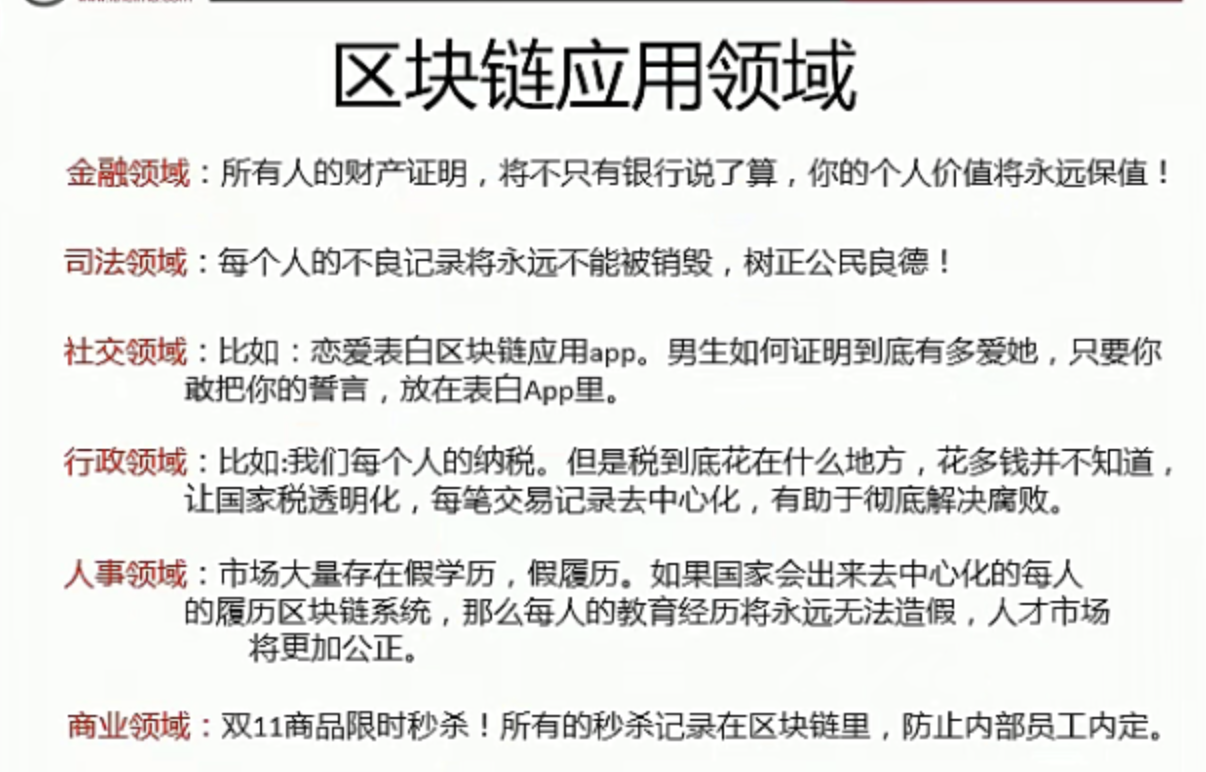 区块链应用领域
金融领域：所有人的财产证明，将不只有银行说了算，你的个人价值将永远保值！
司法领域：每个人的不良记录将永远不能被销毁，树正公民良德！
社交领域：比如：恋爱表白区块链应用app。男生如何证明到底有多爱她，只要你
敢把你的誓言，放在表白App里。
行政领域：比如:我们每个人的纳税。但是税到底花在什么地方，花多钱并不知道，
让国家税透明化，每笔交易记录去中心化，有助于彻底解决腐败。
人事领域：市场大量存在假学历，假履历。如果国家会出来去中心化的每人
的履历区块链系统，那么每人的教育经历将永远无法造假，人才市场
将更加公正。
商业领域：双11商品限时秒杀！所有的秒杀记录在区块链里，防止内部员工内定。